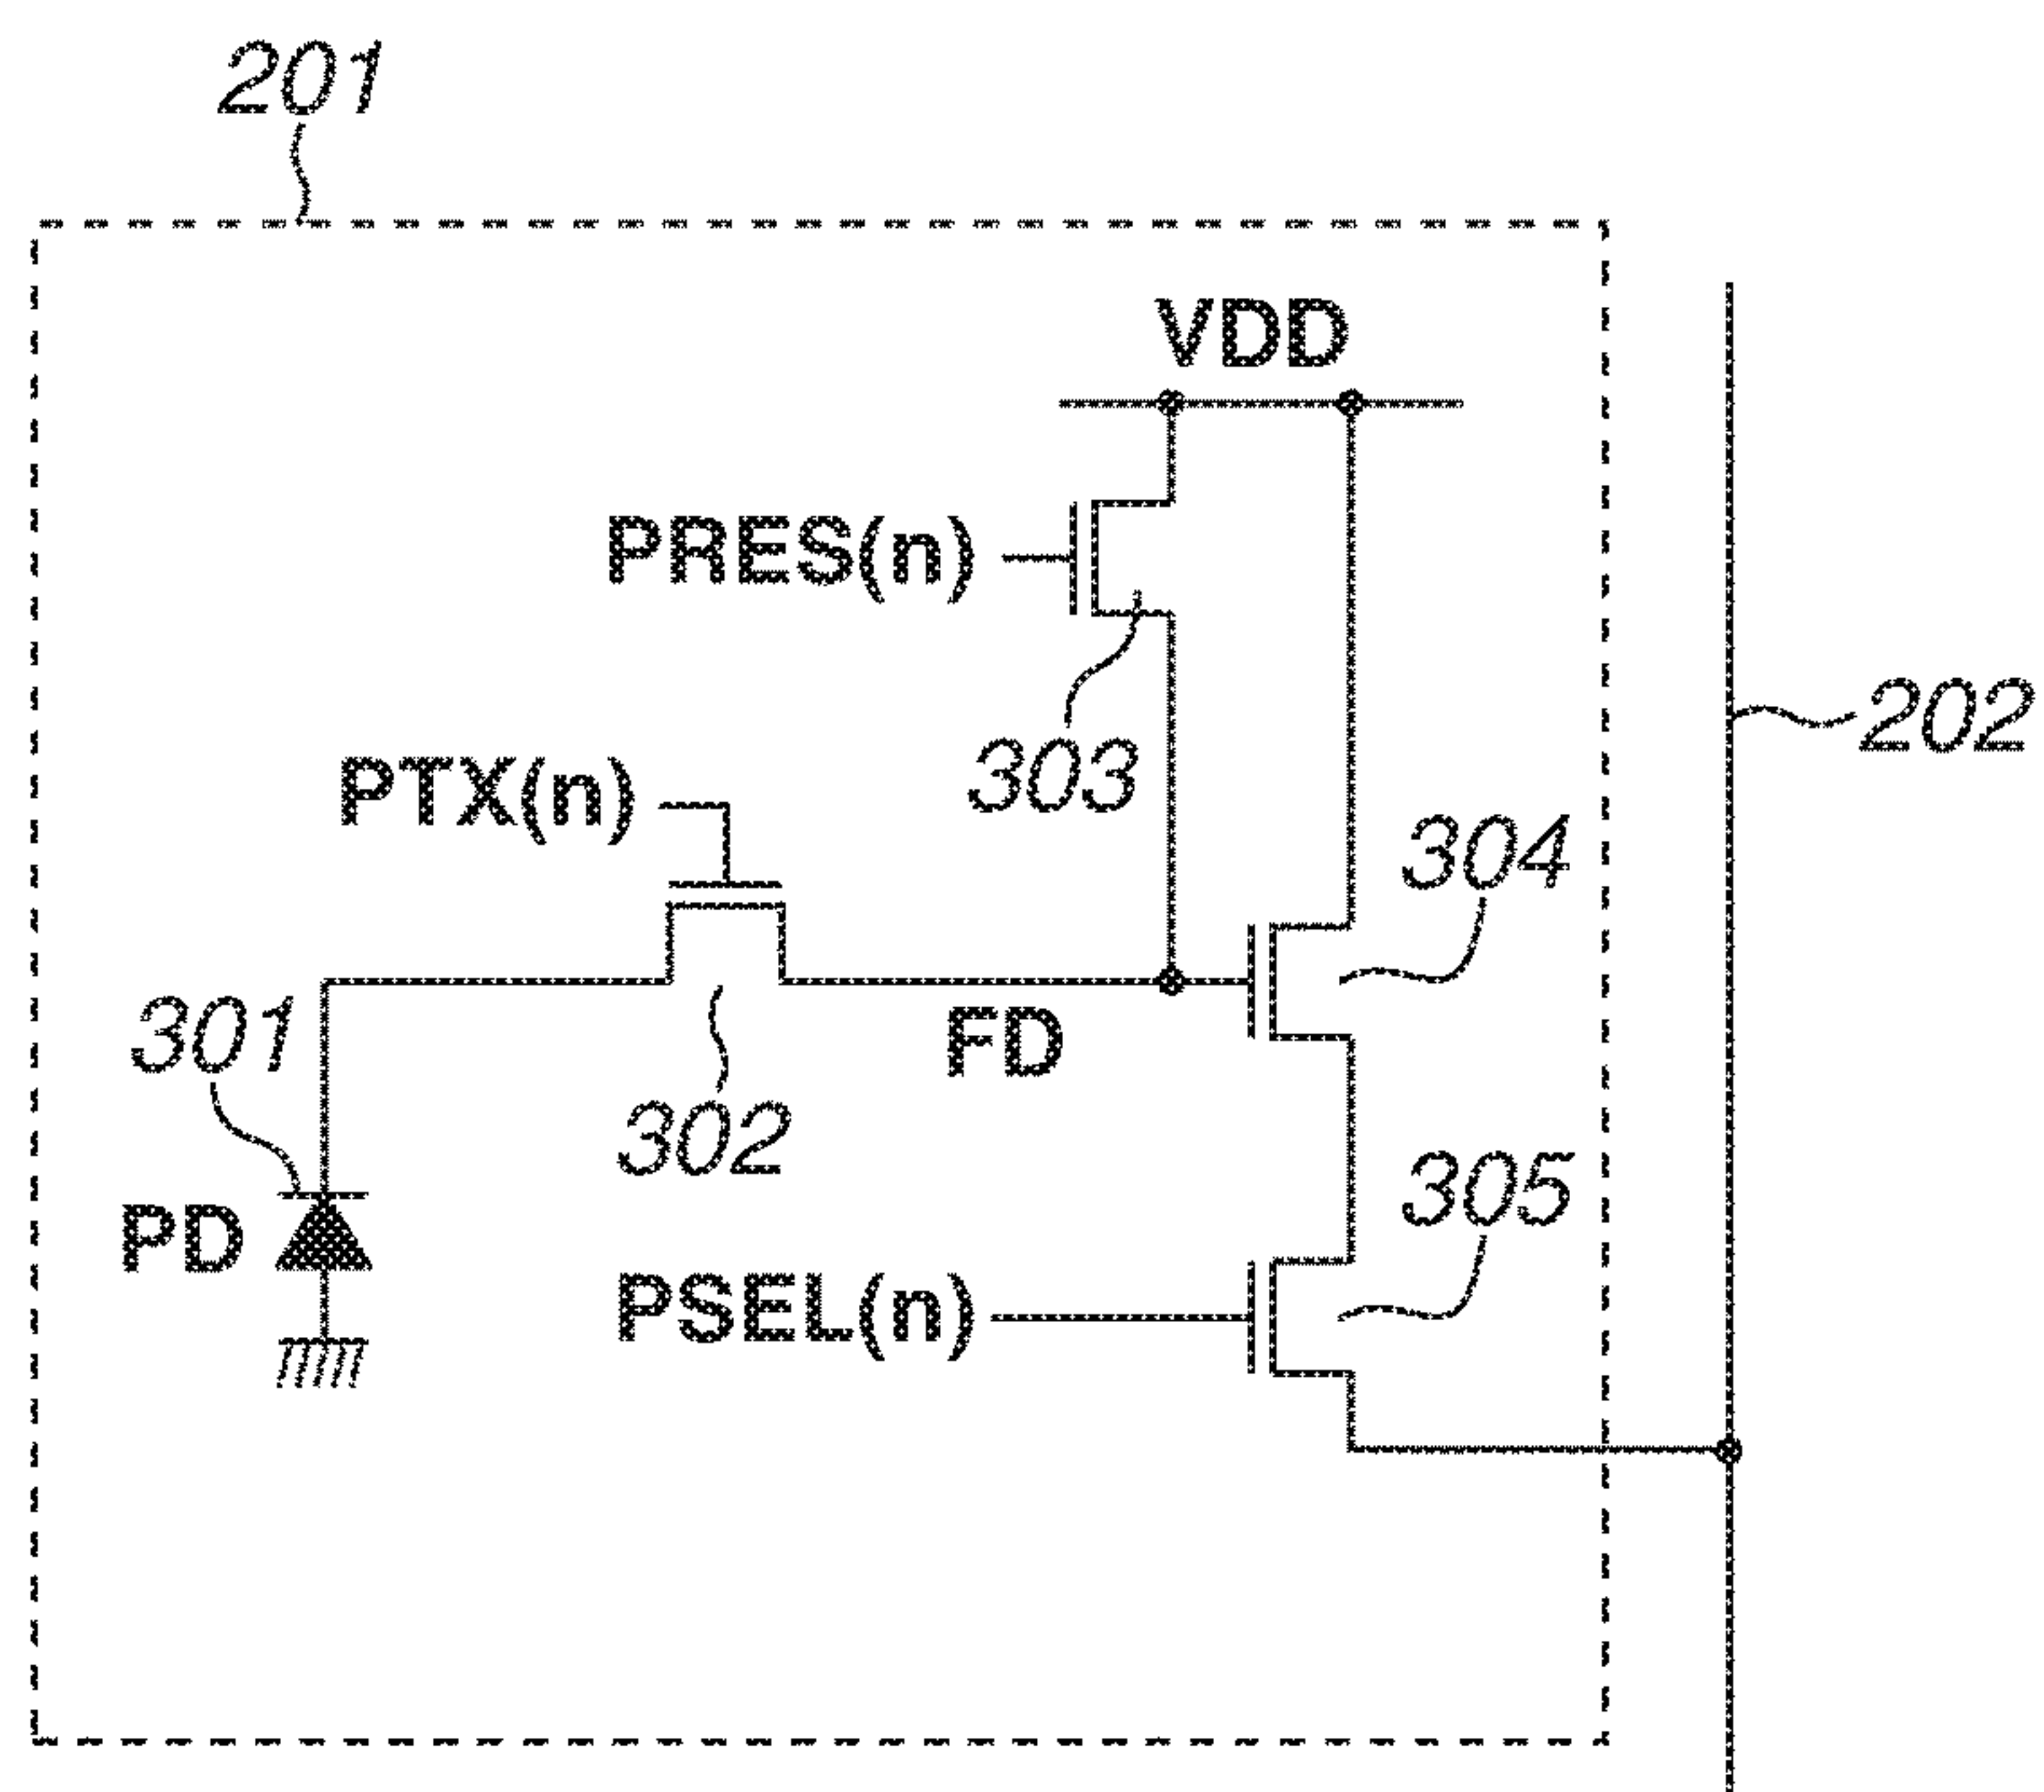 201
VDD
PRES(n)
303
202
PTX(n)
304
301
FD
302
305
PD
PSEL(n)